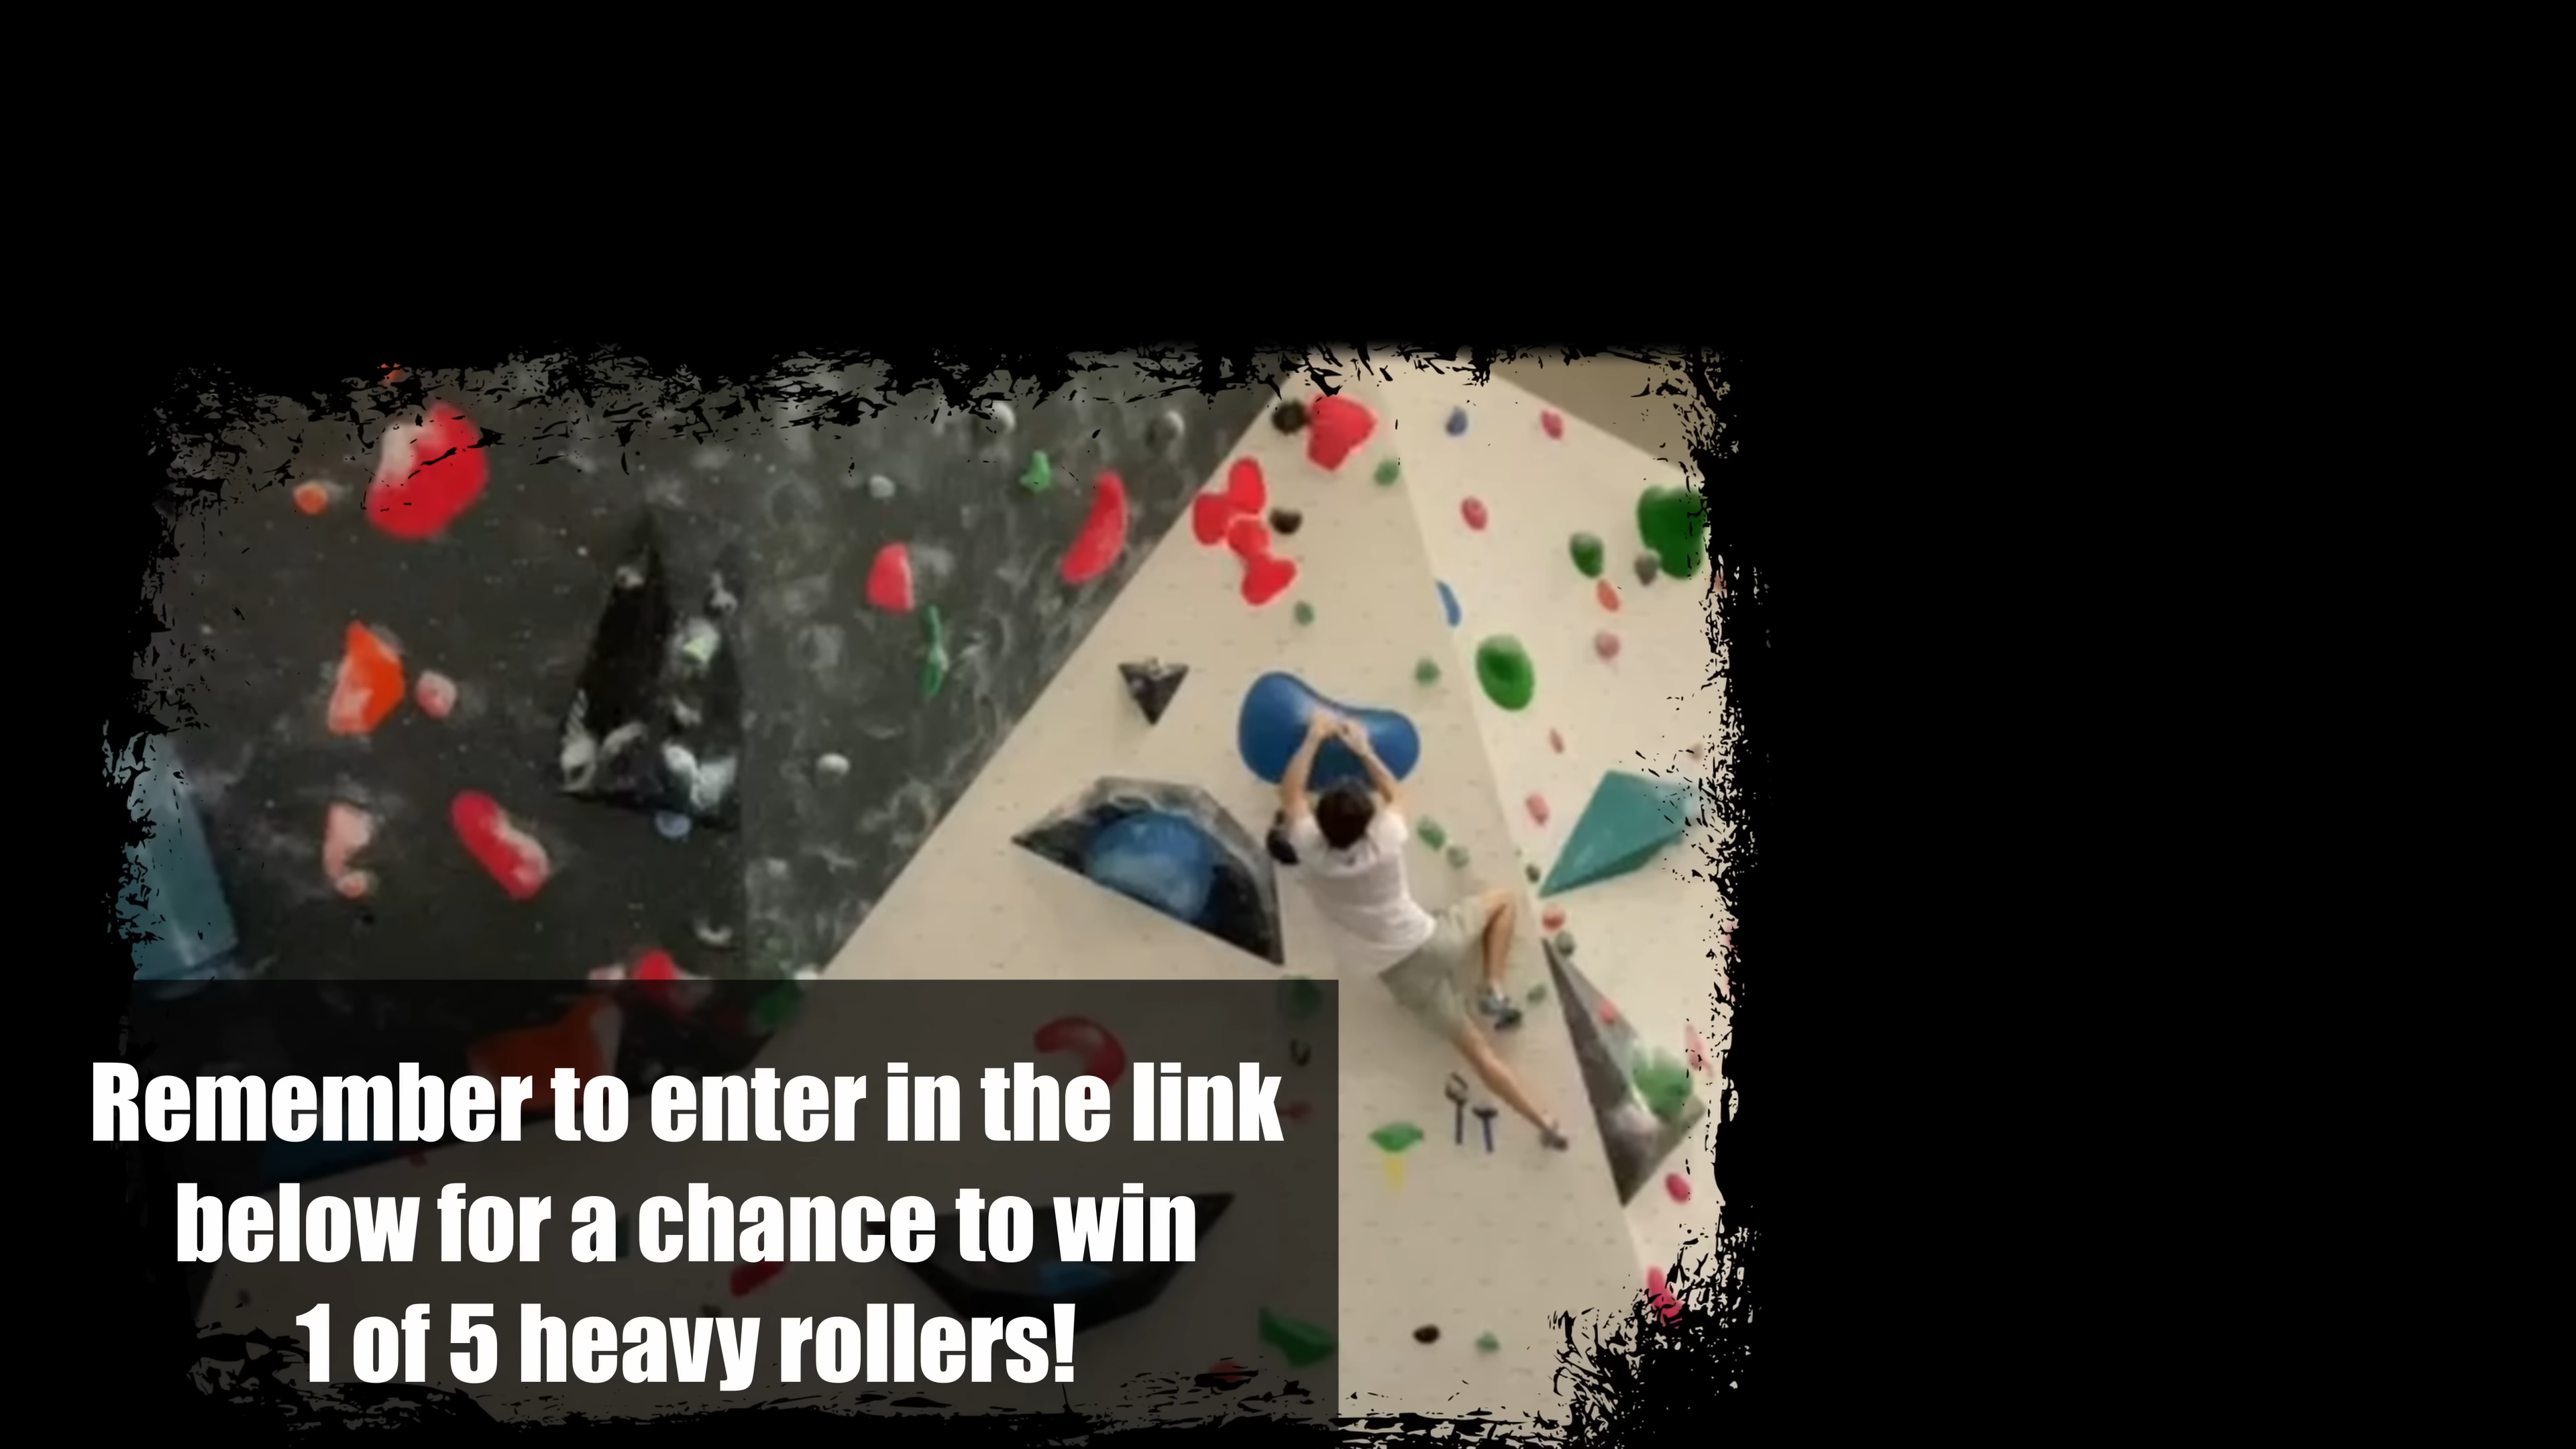 Remember to enter in the link
below for a chance to win
1 of 5 heavy rollers!